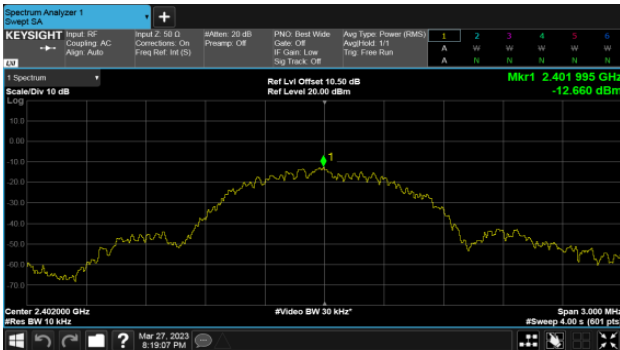 Spectrum Analyzer 1
Swept SA
+
KEYSIGHT Input: RF Input Z: 50 Ω #Atten: 20 dB PNO: Best Wide Avg Type: Power (RMS) 1 2 3 4 5 6
Coupling: AC Corrections: On Preamp: Off Gate: Off Avg|Hold: 1/1 A W W W W W
Align: Auto Freq Ref: Int (S) IF Gain: Low Trig: Free Run
Sig Track: Off A N N N N N
LXI
1 Spectrum
Ref Lvl Offset 10.50 dB Mkr1 2.401 995 GHz
Scale/Div 10 dB Ref Level 20.00 dBm -12.660 dBm
Log
10.0
0.00
-10.0
1
-20.0
-30.0
-40.0
-50.0
-60.0
-70.0
Center 2.402000 GHz #Video BW 30 kHz* Span 3.000 MHz
#Res BW 10 kHz #Sweep 4.00 s (601 pts)
? Mar 27, 2023
8:19:07 PM